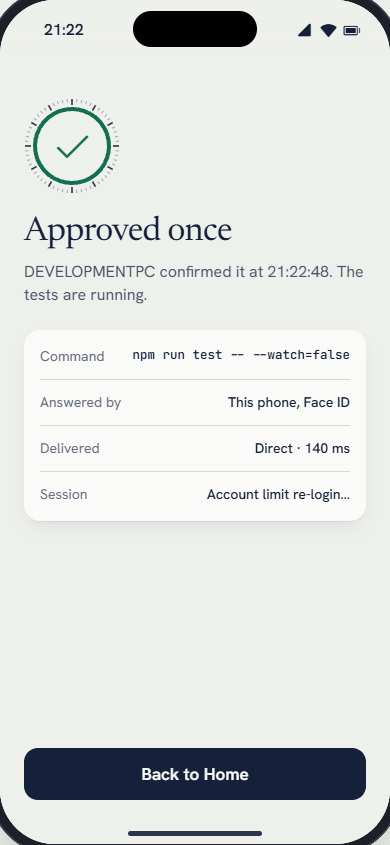 21:22
Approved once
DEVELOPMENTPC confirmed it at 21:22:48. The
tests are running.
Command npm run test -- --watch=false
Answered by This phone, Face ID
Delivered Direct · 140 ms
Session Account limit re-login…
Back to Home